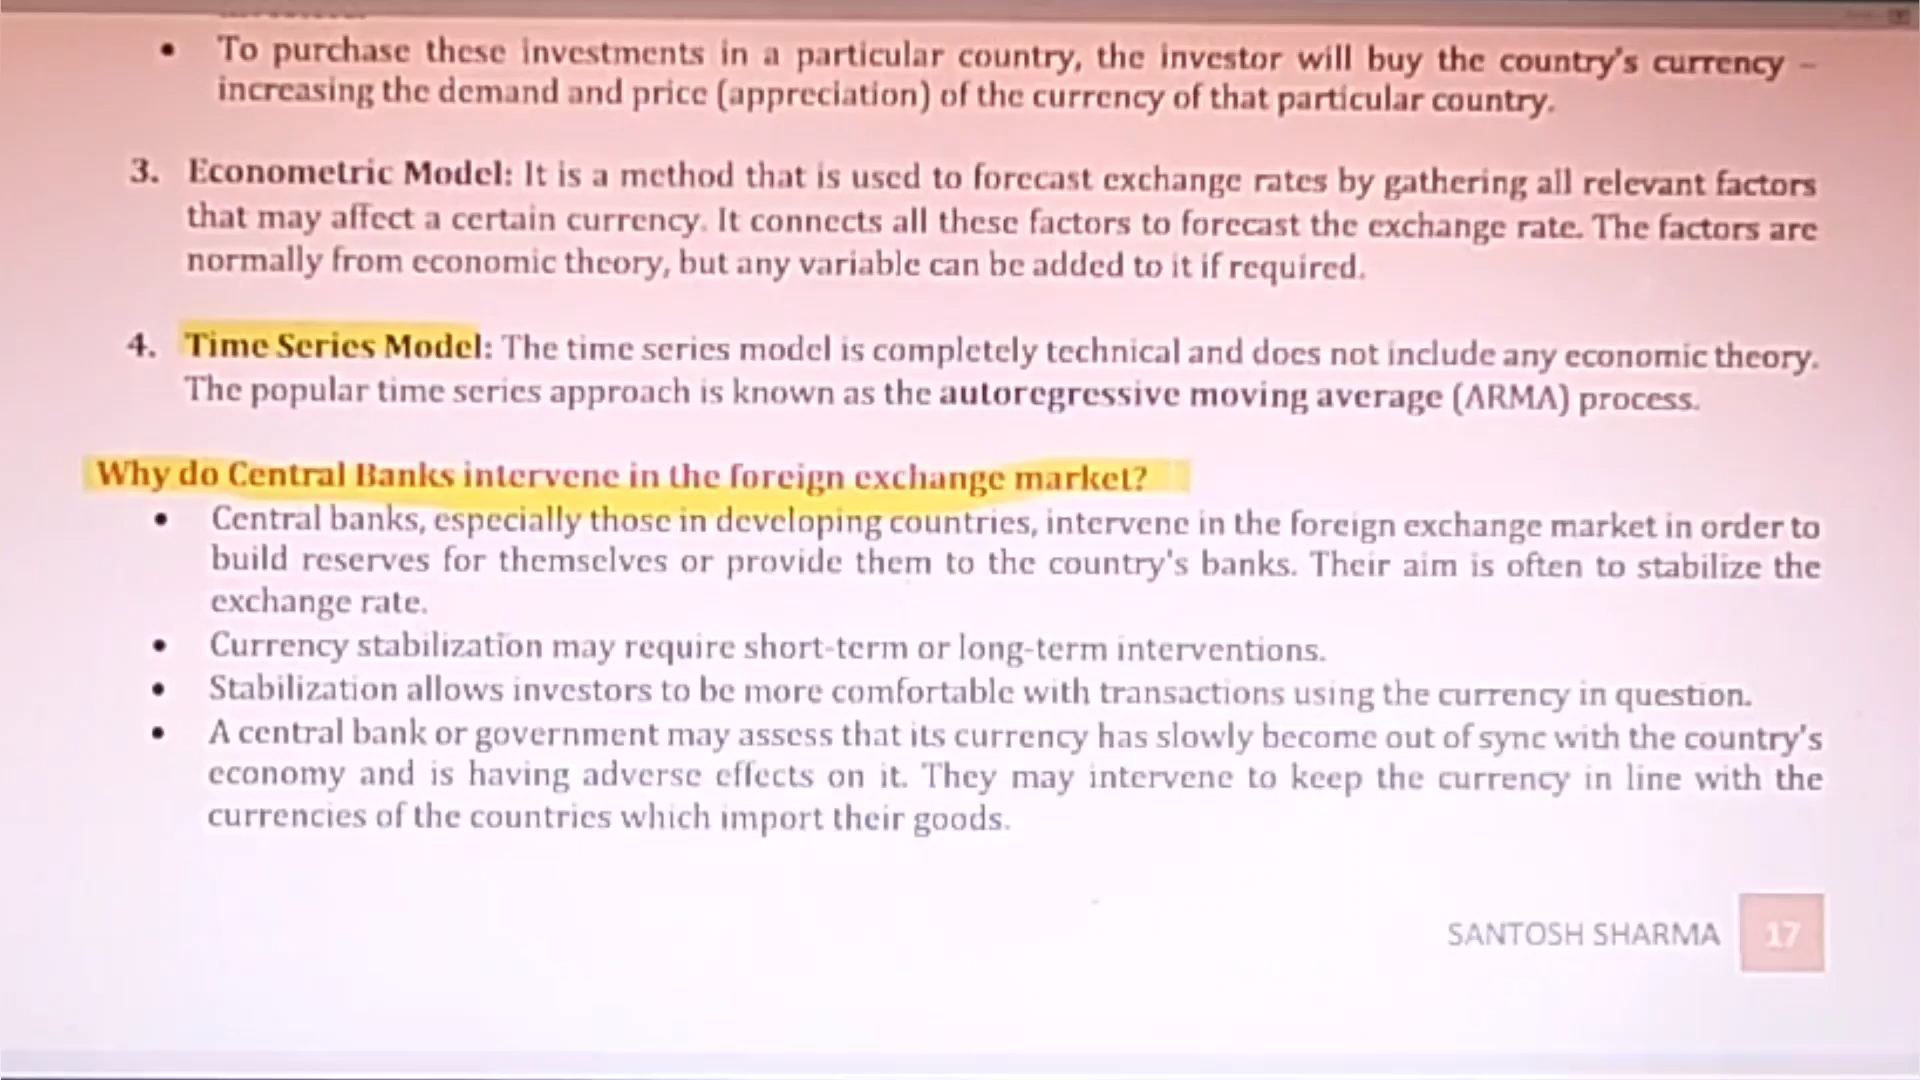 • To purchase these investments in a particular country, the investor will buy the country's currency –
increasing the demand and price (appreciation) of the currency of that particular country.
3. Econometric Model: It is a method that is used to forecast exchange rates by gathering all relevant factors
that may affect a certain currency. It connects all these factors to forecast the exchange rate. The factors are
normally from economic theory, but any variable can be added to it if required.
4. Time Series Model: The time series model is completely technical and does not include any economic theory.
The popular time series approach is known as the autoregressive moving average (ARMA) process.
Why do Central Banks intervene in the foreign exchange market?
• Central banks, especially those in developing countries, intervene in the foreign exchange market in order to
build reserves for themselves or provide them to the country's banks. Their aim is often to stabilize the
exchange rate.
• Currency stabilization may require short-term or long-term interventions.
• Stabilization allows investors to be more comfortable with transactions using the currency in question.
• A central bank or government may assess that its currency has slowly become out of sync with the country's
economy and is having adverse effects on it. They may intervene to keep the currency in line with the
currencies of the countries which import their goods.
SANTOSH SHARMA 17